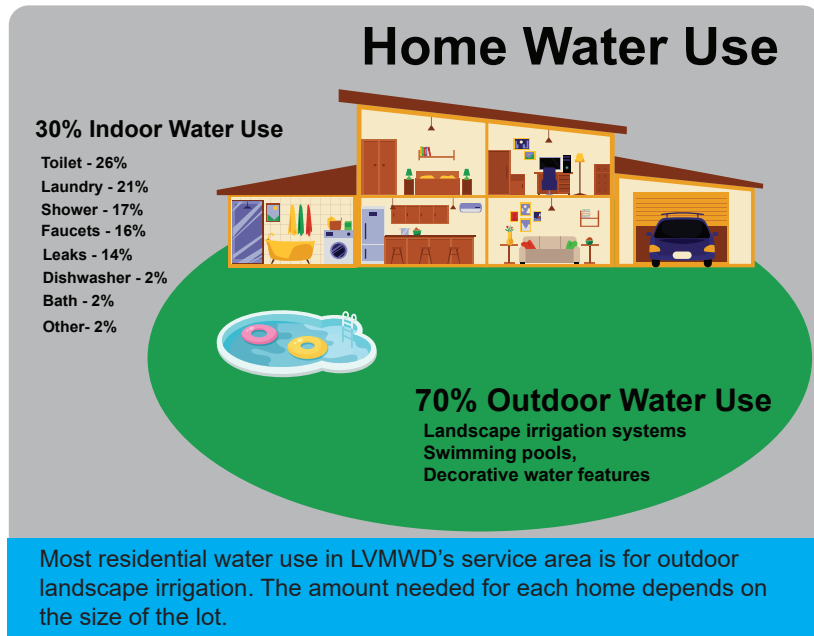 Home Water Use
30% Indoor Water Use
Toilet - 26%
Laundry - 21%
Shower - 17%
Faucets - 16%
Leaks - 14%
Dishwasher - 2%
Bath - 2%
Other- 2%
70% Outdoor Water Use
Landscape irrigation systems
Swimming pools,
Decorative water features
Most residential water use in LVMWD's service area is for outdoor
landscape irrigation. The amount needed for each home depends on
the size of the lot.